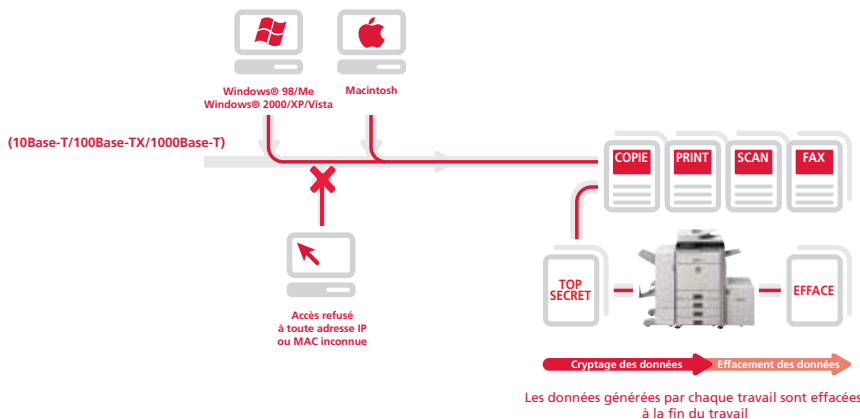 Windows® 98/Me
Windows® 2000/XP/Vista
Macintosh
(10Base-T/100Base-TX/1000Base-T)
COPIE
PRINT
SCAN
FAX
TOP
SECRET
EFFACE
Accès refusé
à toute adresse IP
ou MAC inconnue
Cryptage des données
Effacement des données
Les données générées par chaque travail sont effacées
à la fin du travail